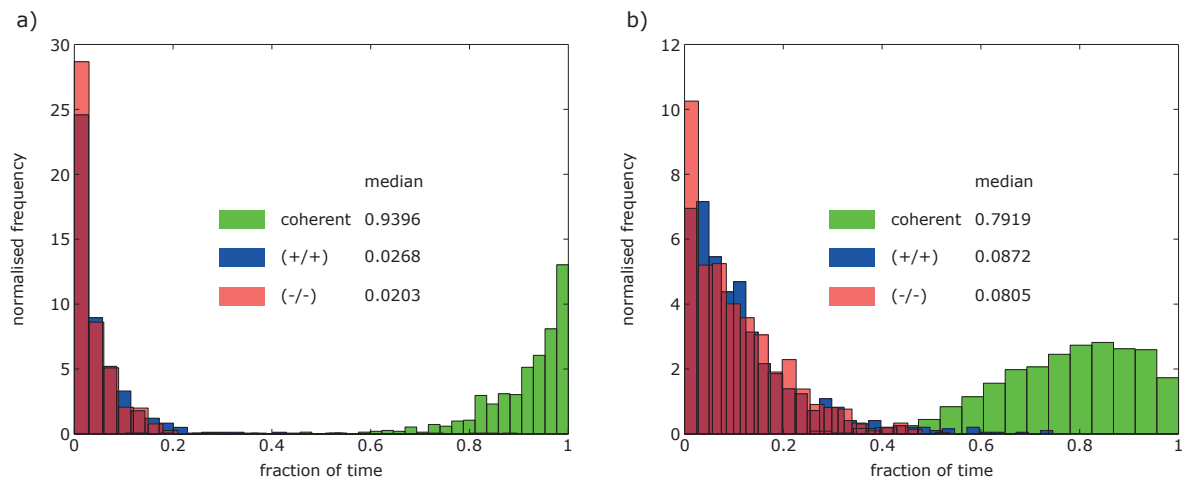 a)
normalised frequency
30
25
20
15
10
5
0
median
coherent 0.9396
(+/+) 0.0268
(-/-) 0.0203
0 0.2 0.4 0.6 0.8 1
fraction of time
b)
normalised frequency
12
10
8
6
4
2
0
median
coherent 0.7919
(+/+) 0.0872
(-/-) 0.0805
0 0.2 0.4 0.6 0.8 1
fraction of time